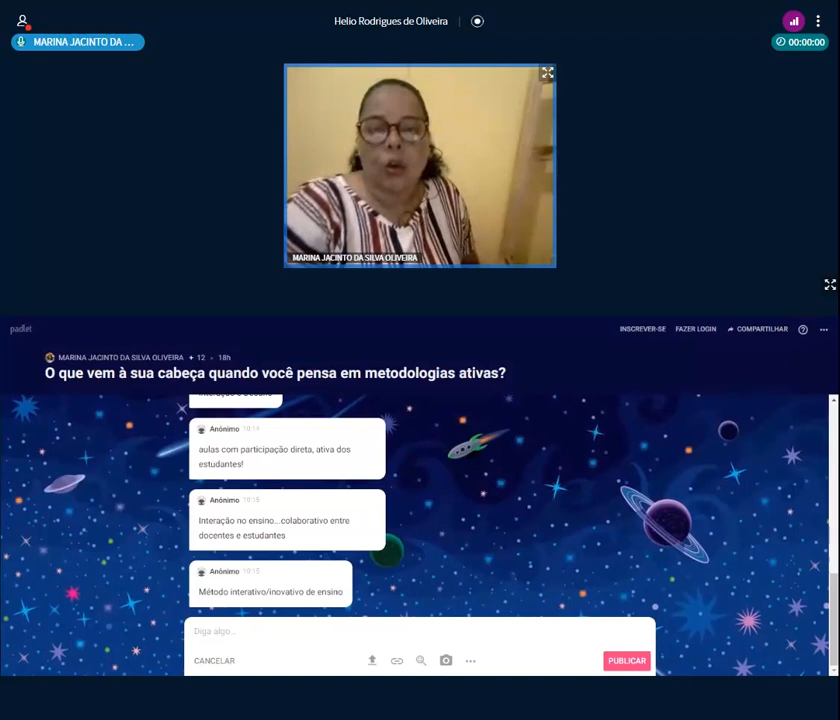 Helio Rodrigues de Oliveira
MARINA JACINTO DA ...
00:00:00
MARINA JACINTO DA SILVA OLIVEIRA
padlet
INSCREVER-SE FAZER LOGIN COMPARTILHAR
MARINA JACINTO DA SILVA OLIVEIRA + 12 • 18h
O que vem à sua cabeça quando você pensa em metodologias ativas?
Anônimo 10:14
aulas com participação direta, ativa dos
estudantes!
Anônimo 10:15
Interação no ensino...colaborativo entre
docentes e estudantes
Anônimo 10:15
Método interativo/inovativo de ensino
Diga algo...
CANCELAR
PUBLICAR